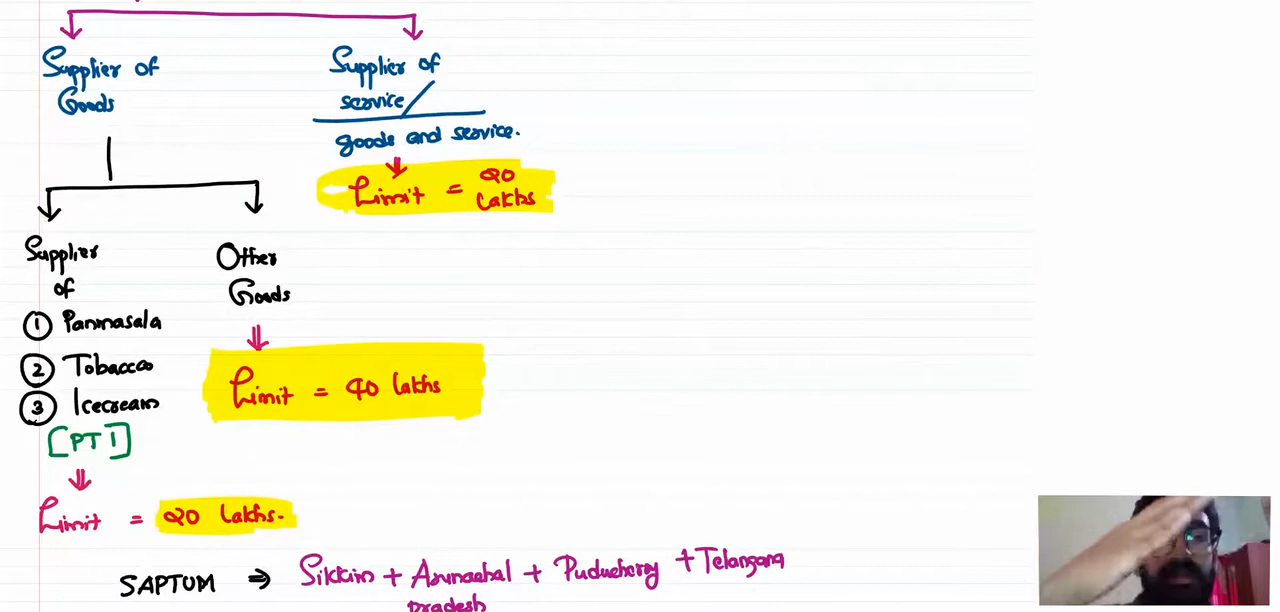 Supplier of
Goods
Supplier of
service /
goods and service.
Limit = 20
Lakhs
Supplier
of
① Panmasala
② Tobacco
③ Icecream
[PTI]
Limit = 20 Lakhs.
Other
Goods
Limit = 40 Lakhs
SAPTUM ⇒ Sikkim + Arunachal + Puducherry + Telangana
pradesh